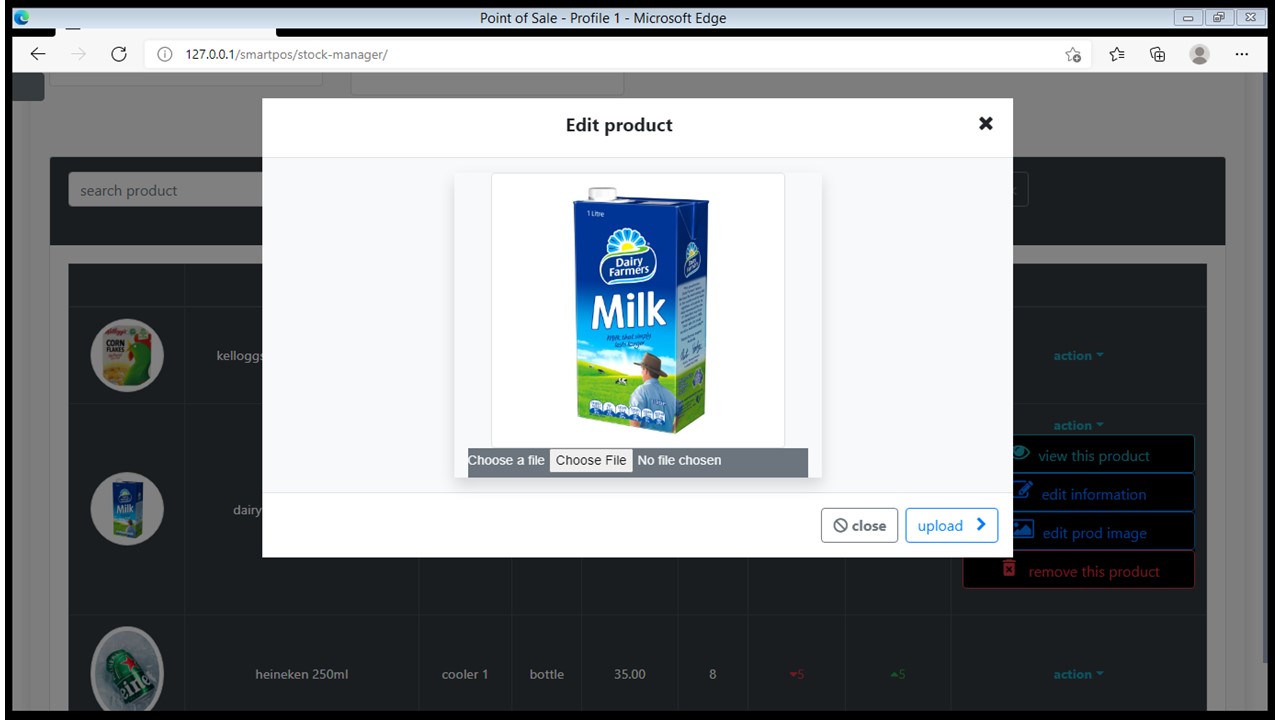 Point of Sale - Profile 1 - Microsoft Edge
127.0.0.1/smartpos/stock-manager/
Edit product
search product
1 Litre
Dairy
Farmers
Milk
Choose a file Choose File No file chosen
close upload
CORN
FLAKES
kelloggs
action
action
view this product
Milk
dairy
edit information
edit prod image
remove this product
heineken 250ml cooler 1 bottle 35.00 8 5 5 action